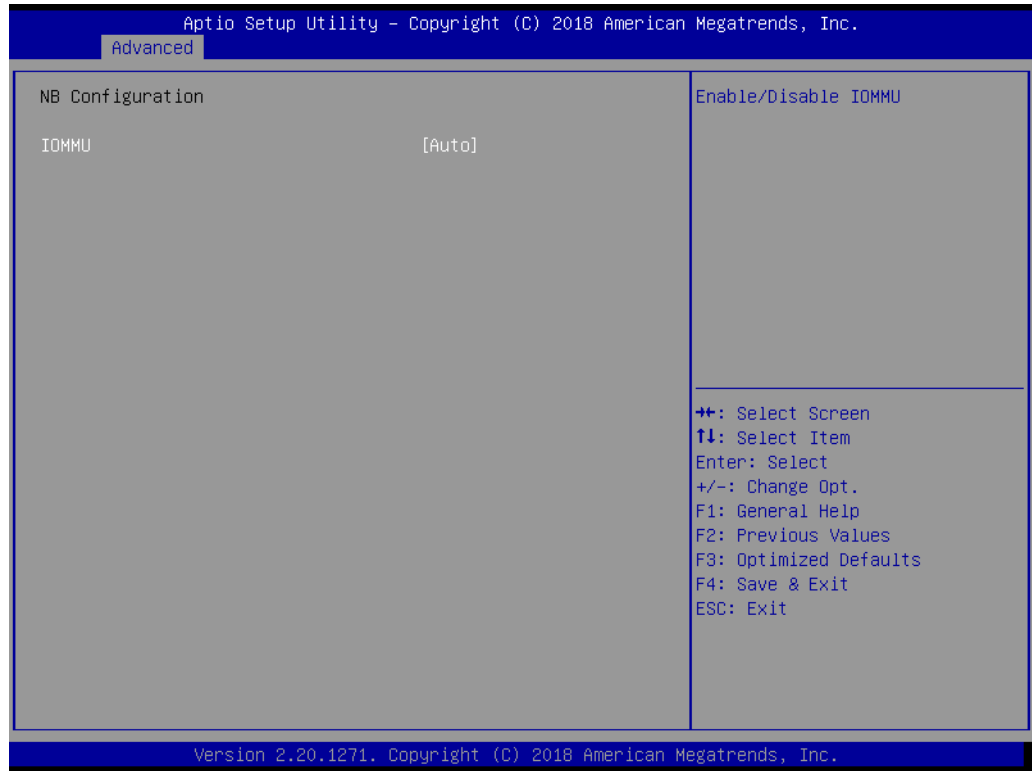 Aptio Setup Utility – Copyright (C) 2018 American Megatrends, Inc.
Advanced
NB Configuration
IOMMU [Auto]
Enable/Disable IOMMU
→←: Select Screen
↑↓: Select Item
Enter: Select
+/-: Change Opt.
F1: General Help
F2: Previous Values
F3: Optimized Defaults
F4: Save & Exit
ESC: Exit
Version 2.20.1271. Copyright (C) 2018 American Megatrends, Inc.